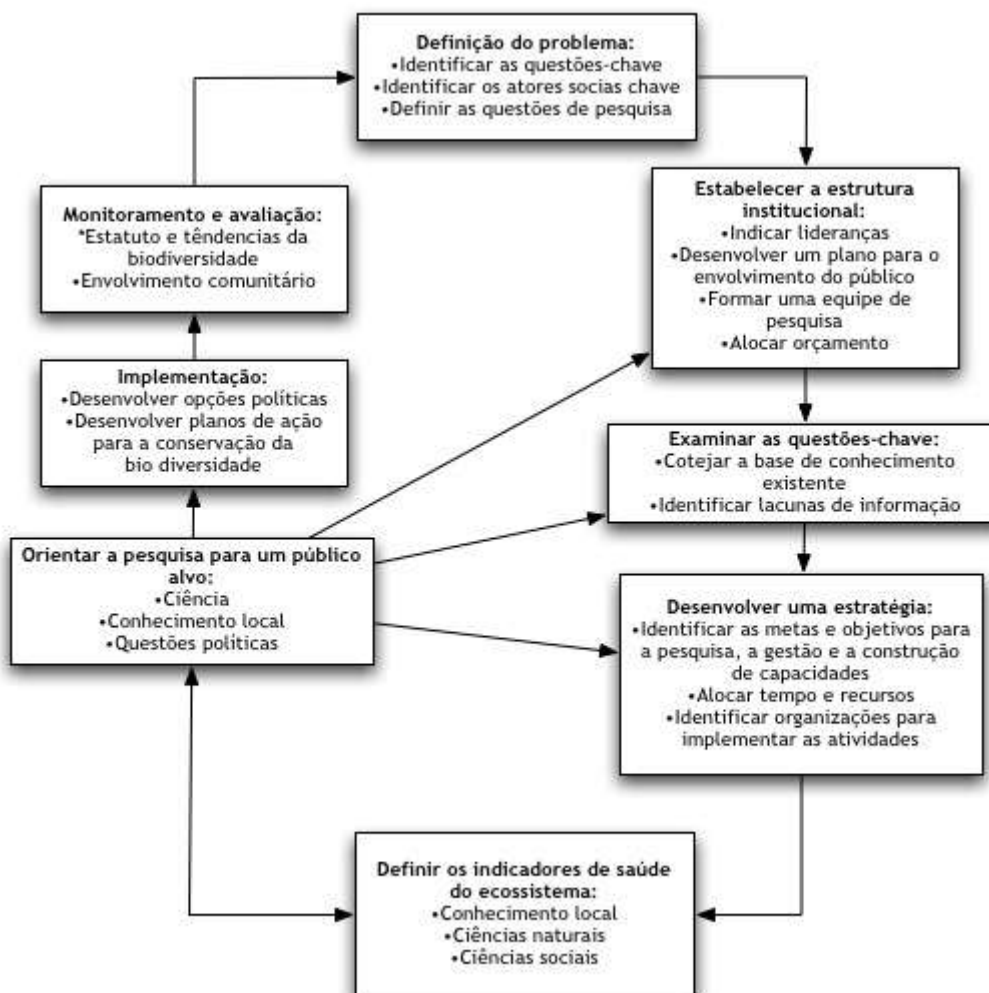 Definição do problema:
•Identificar as questões-chave
•Identificar os atores socias chave
•Definir as questões de pesquisa
Estabelecer a estrutura
institucional:
•Indicar lideranças
•Desenvolver um plano para o
envolvimento do público
•Formar uma equipe de
pesquisa
•Alocar orçamento
Examinar as questões-chave:
•Cotejar a base de conhecimento
existente
•Identificar lacunas de informação
Desenvolver uma estratégia:
•Identificar as metas e objetivos para
a pesquisa, a gestão e a construção
de capacidades
•Alocar tempo e recursos
•Identificar organizações para
implementar as atividades
Definir os indicadores de saúde
do ecossistema:
•Conhecimento local
•Ciências naturais
•Ciências sociais
Orientar a pesquisa para um público
alvo:
•Ciência
•Conhecimento local
•Questões políticas
Implementação:
•Desenvolver opções políticas
•Desenvolver planos de ação
para a conservação da
bio diversidade
Monitoramento e avaliação:
*Estatuto e têndencias da
biodiversidade
•Envolvimento comunitário